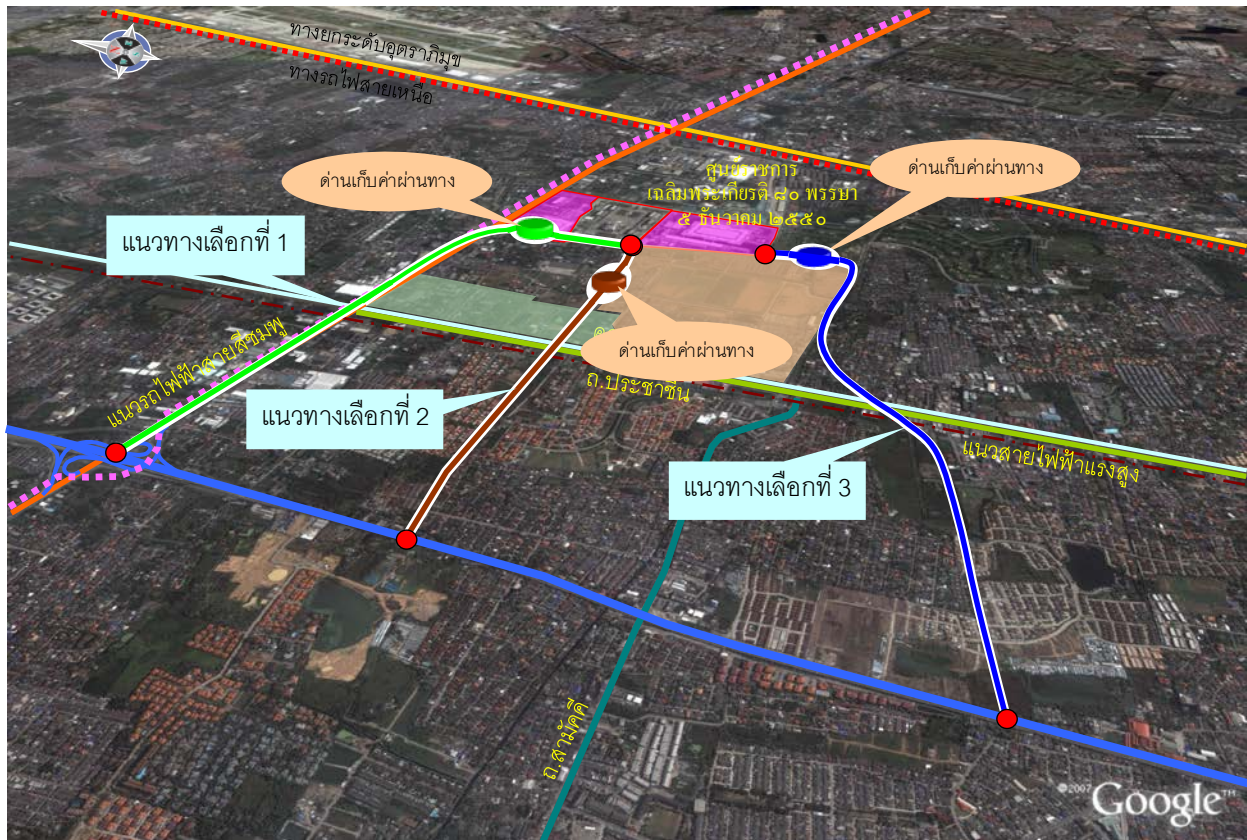 ทางยกระดับอุตราภิมุข
ทางรถไฟสายเหนือ
ด่านเก็บค่าผ่านทาง
ศูนย์ราชการ
เฉลิมพระเกียรติ ๘๐ พรรษา
๕ ธันวาคม ๒๕๕๐
ด่านเก็บค่าผ่านทาง
แนวทางเลือกที่ 1
ด่านเก็บค่าผ่านทาง
แนวรถไฟฟ้าสายสีชมพู
ถ.ประชาชื่น
แนวทางเลือกที่ 2
แนวสายไฟฟ้าแรงสูง
แนวทางเลือกที่ 3
ถ.สามัคคี
©2007 Google™